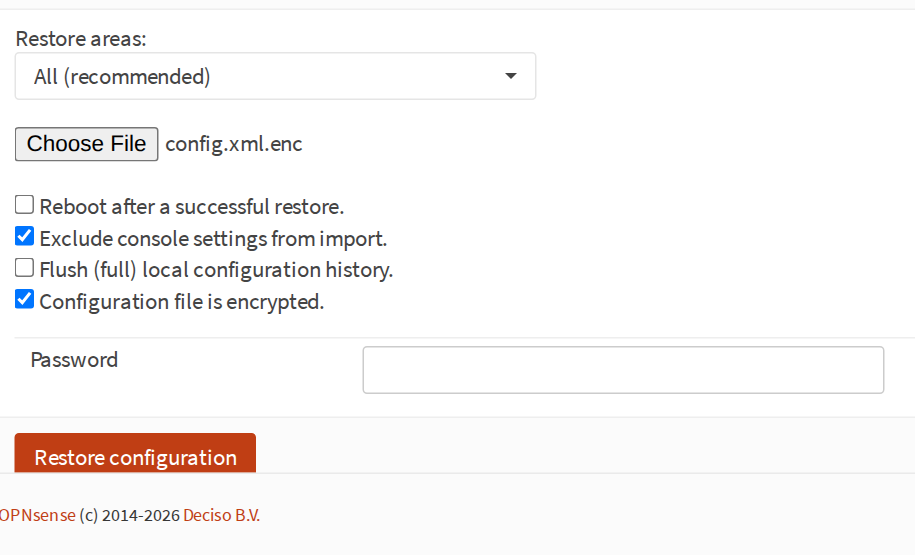 Restore areas:
All (recommended)
Choose File config.xml.enc
Reboot after a successful restore.
Exclude console settings from import.
Flush (full) local configuration history.
Configuration file is encrypted.
Password
Restore configuration
OPNsense (c) 2014-2026 Deciso B.V.